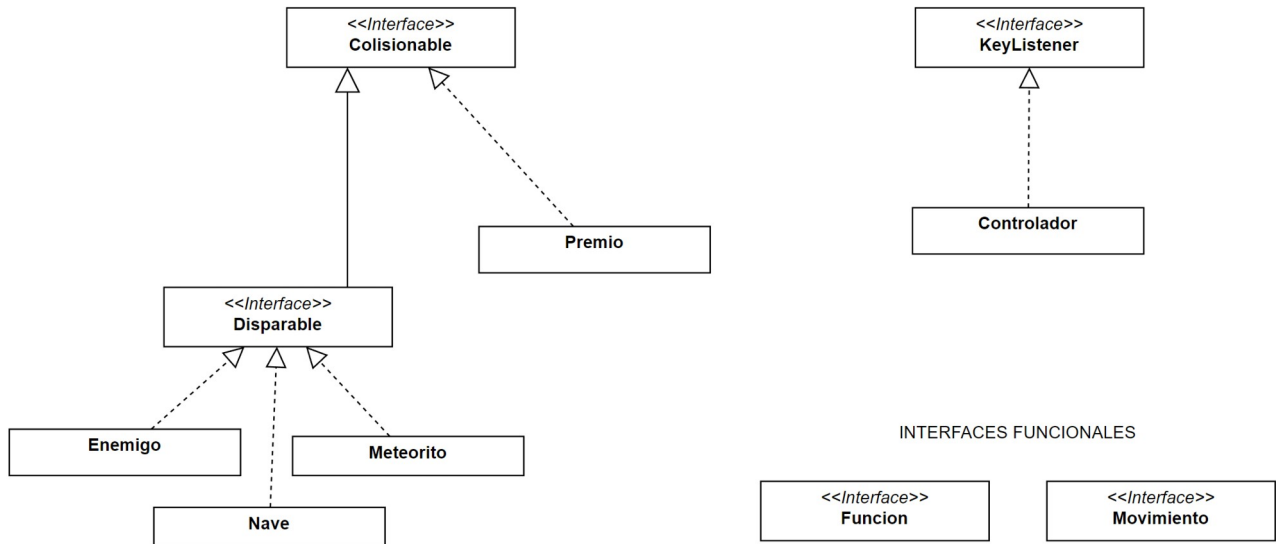 <<Interface>>
Colisionable
<<Interface>>
KeyListener
Premio
Controlador
<<Interface>>
Disparable
Enemigo
Meteorito
Nave
INTERFACES FUNCIONALES
<<Interface>>
Funcion
<<Interface>>
Movimiento